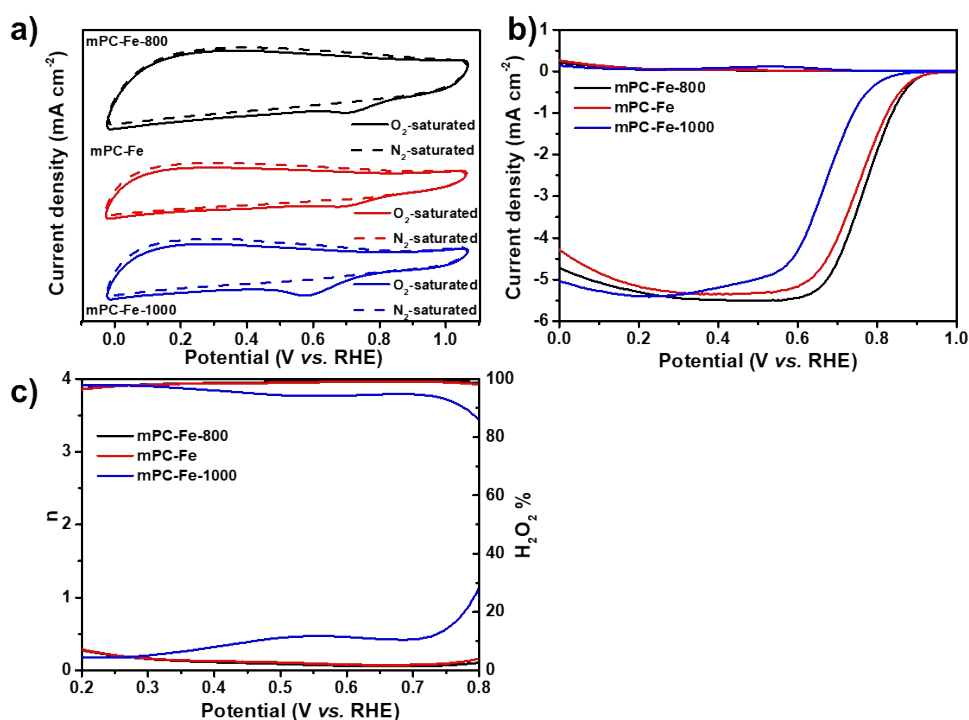 a)
mPC-Fe-800
O₂-saturated
N₂-saturated
mPC-Fe
O₂-saturated
N₂-saturated
O₂-saturated
mPC-Fe-1000
N₂-saturated
0.0 0.2 0.4 0.6 0.8 1.0
Potential (V vs. RHE)
Current density (mA cm⁻²)
b)
1
0
-1
-2
-3
-4
-5
-6
mPC-Fe-800
mPC-Fe
mPC-Fe-1000
0.0 0.2 0.4 0.6 0.8 1.0
Potential (V vs. RHE)
Current density (mA cm⁻²)
c)
4
3
2
1
0
n
mPC-Fe-800
mPC-Fe
mPC-Fe-1000
100
80
60
40
20
0
H₂O₂ %
0.2 0.3 0.4 0.5 0.6 0.7 0.8
Potential (V vs. RHE)